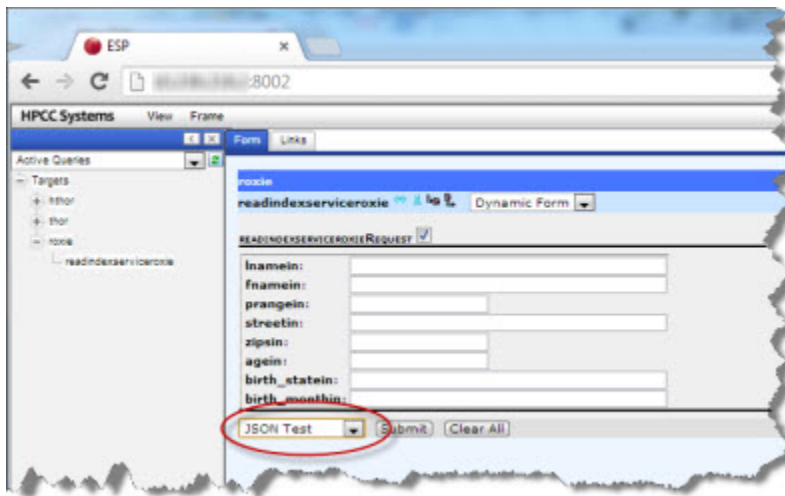 ESP
:8002
HPCC Systems View Frame
Form Links
Active Queries
Targets
hthor
thor
roxie
readindexserviceroxie
roxie
readindexserviceroxie Dynamic Form
readindexserviceroxieRequest
lnamein:
fnamein:
prangein:
streetin:
zipsin:
agein:
birth_statein:
birth_monthin:
JSON Test Submit Clear All